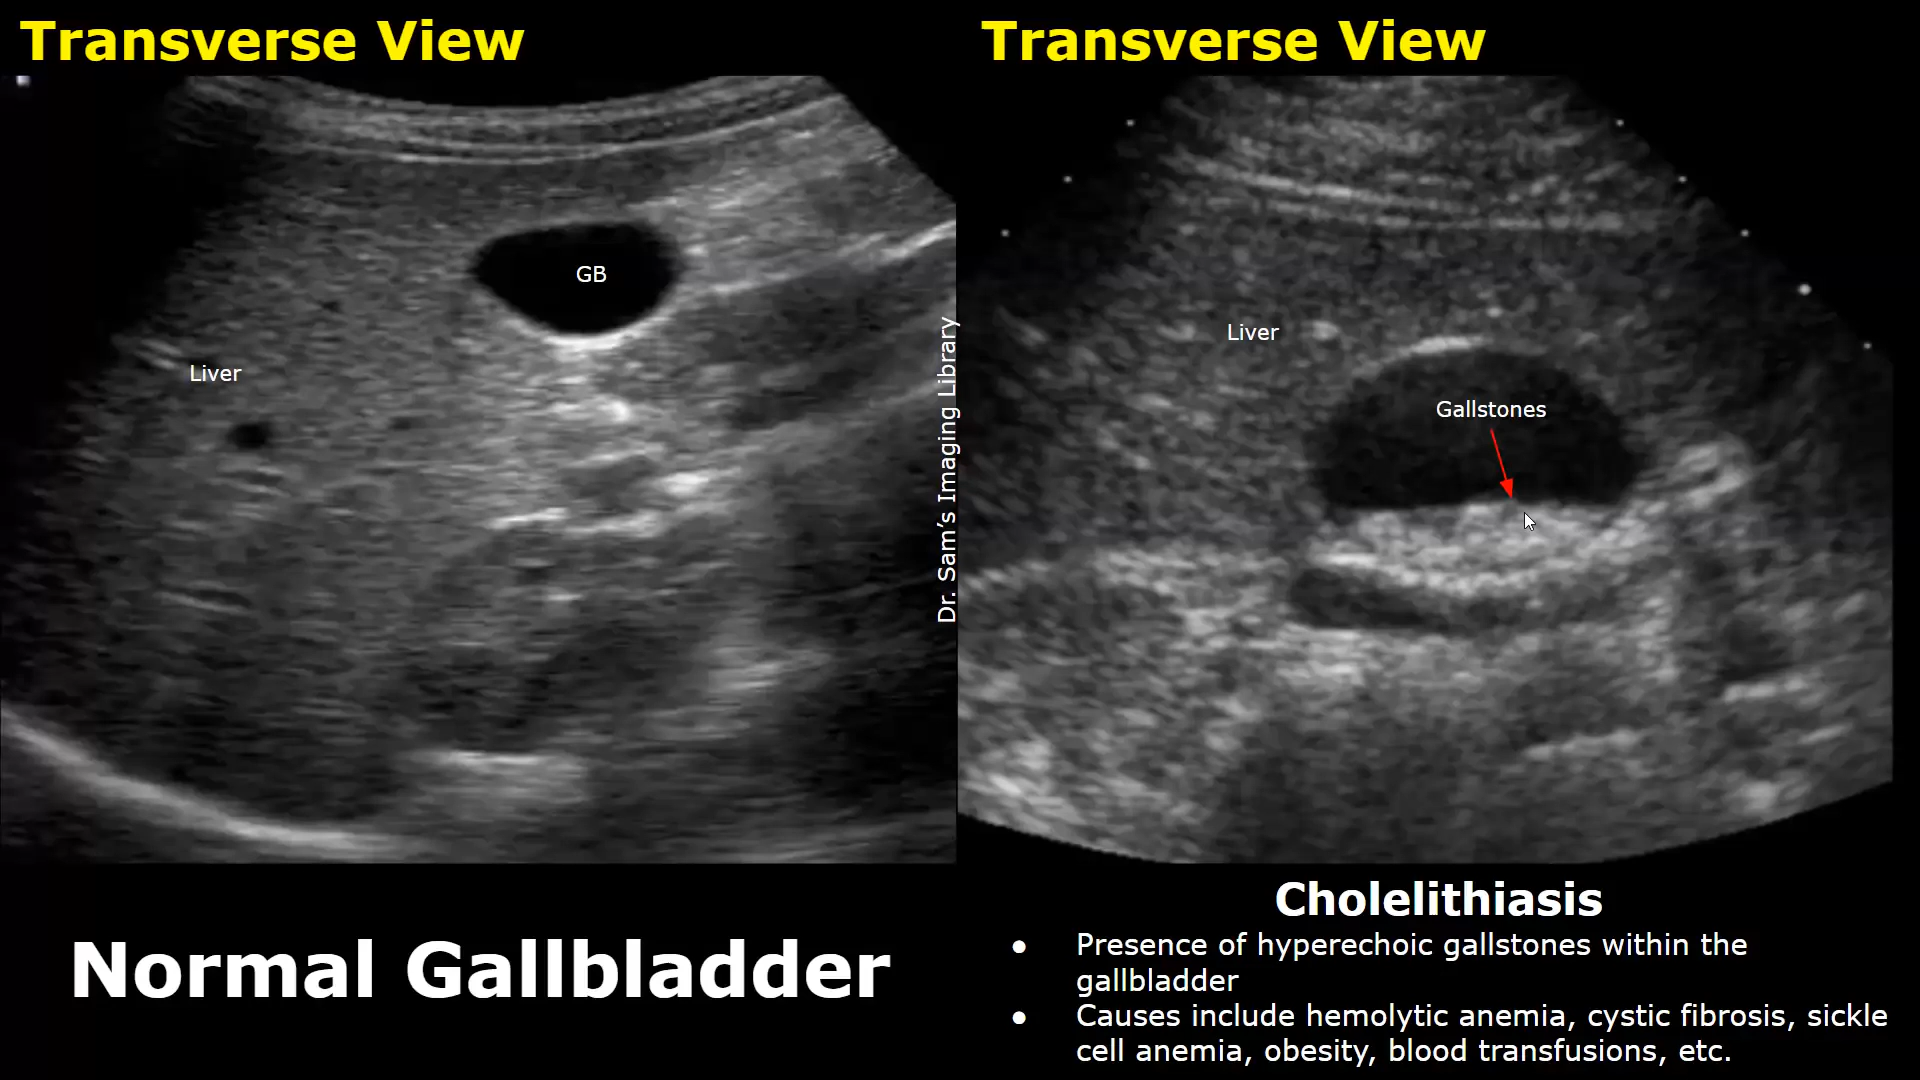 Transverse View
GB
Liver
Normal Gallbladder
Dr. Sam's Imaging Library
Transverse View
Liver
Gallstones
Cholelithiasis
● Presence of hyperechoic gallstones within the
gallbladder
● Causes include hemolytic anemia, cystic fibrosis, sickle
cell anemia, obesity, blood transfusions, etc.